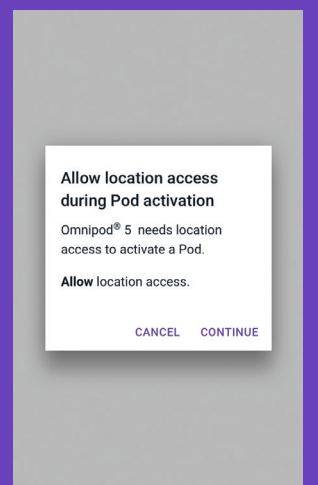 Allow location access
during Pod activation
Omnipod® 5 needs location
access to activate a Pod.
Allow location access.
CANCEL CONTINUE